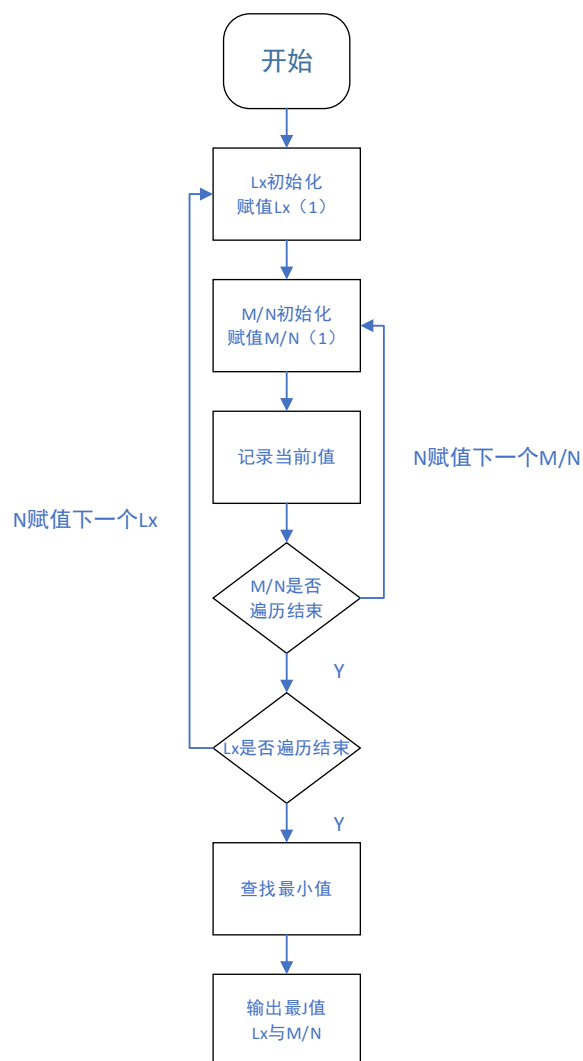 开始
Lx初始化
赋值Lx（1）
M/N初始化
赋值M/N（1）
记录当前J值
N赋值下一个M/N
N赋值下一个Lx
M/N是否
遍历结束
Y
Lx是否遍历结束
Y
查找最小值
输出最J值
Lx与M/N